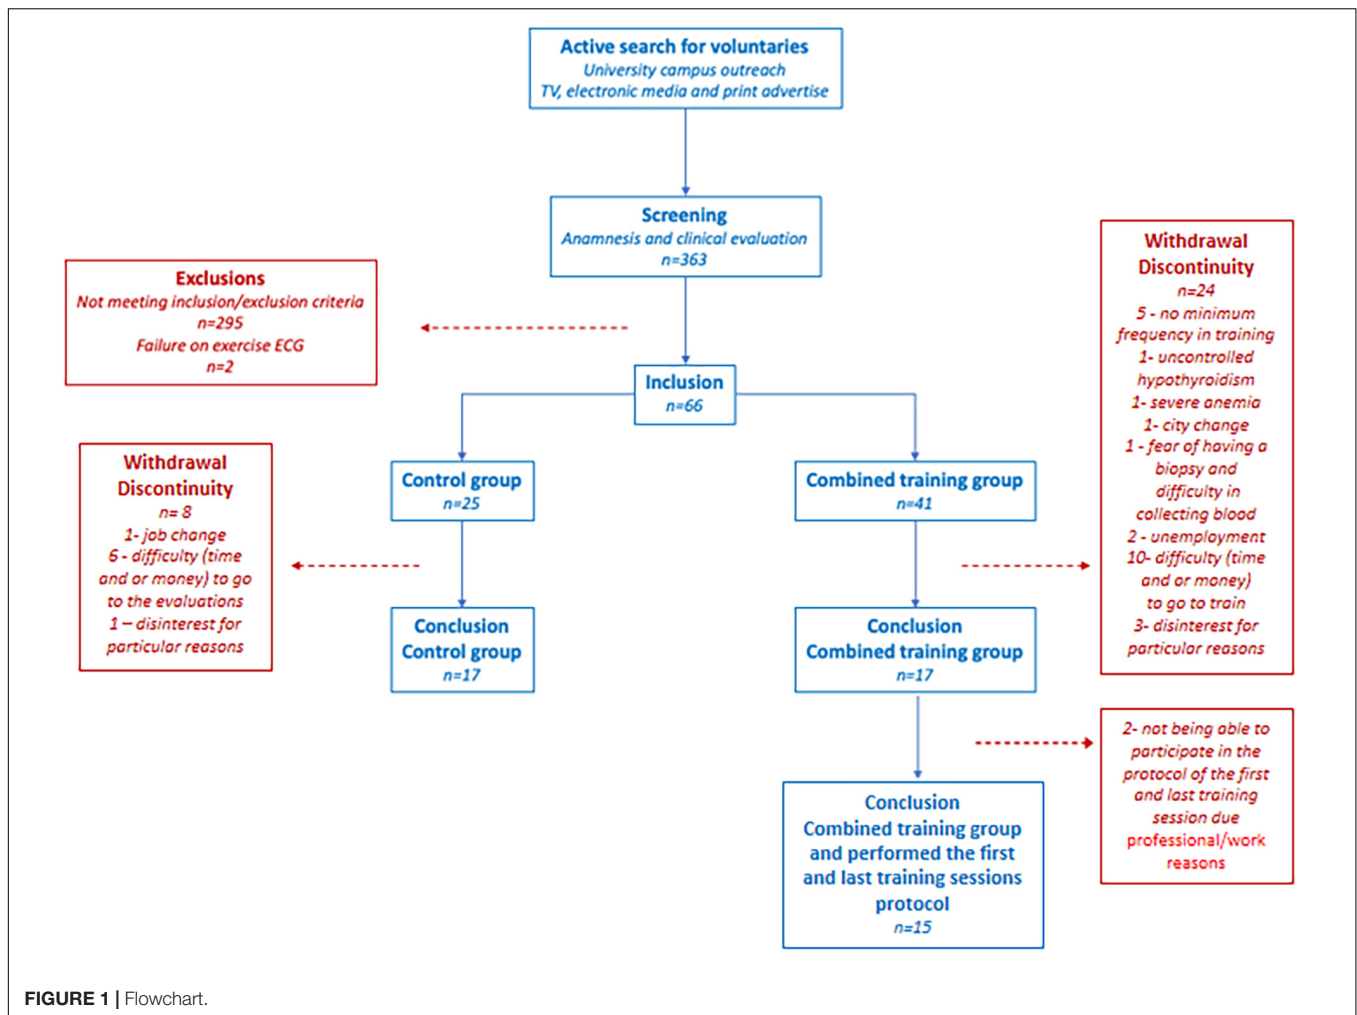 Active search for voluntaries
University campus outreach
TV, electronic media and print advertise
Screening
Anamnesis and clinical evaluation
n=363
Exclusions
Not meeting inclusion/exclusion criteria
n=295
Failure on exercise ECG
n=2
Inclusion
n=66
Control group
n=25
Combined training group
n=41
Withdrawal
Discontinuity
n= 8
1- job change
6 - difficulty (time
and or money) to go
to the evaluations
1 – disinterest for
particular reasons
Withdrawal
Discontinuity
n=24
5 - no minimum
frequency in training
1- uncontrolled
hypothyroidism
1- severe anemia
1- city change
1 - fear of having a
biopsy and
difficulty in
collecting blood
2 - unemployment
10- difficulty (time
and or money)
to go to train
3- disinterest for
particular reasons
Conclusion
Control group
n=17
Conclusion
Combined training group
n=17
2- not being able to
participate in the
protocol of the first
and last training
session due
professional/work
reasons
Conclusion
Combined training group
and performed the first
and last training sessions
protocol
n=15
FIGURE 1 | Flowchart.